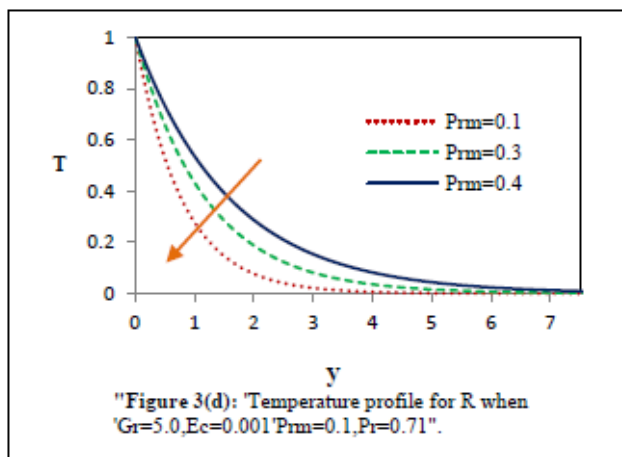 1
0.8
0.6
0.4
0.2
0
T
Prm=0.1
Prm=0.3
Prm=0.4
0 1 2 3 4 5 6 7
y
"Figure 3(d): 'Temperature profile for R when
'Gr=5.0,Ec=0.001'Prm=0.1,Pr=0.71".